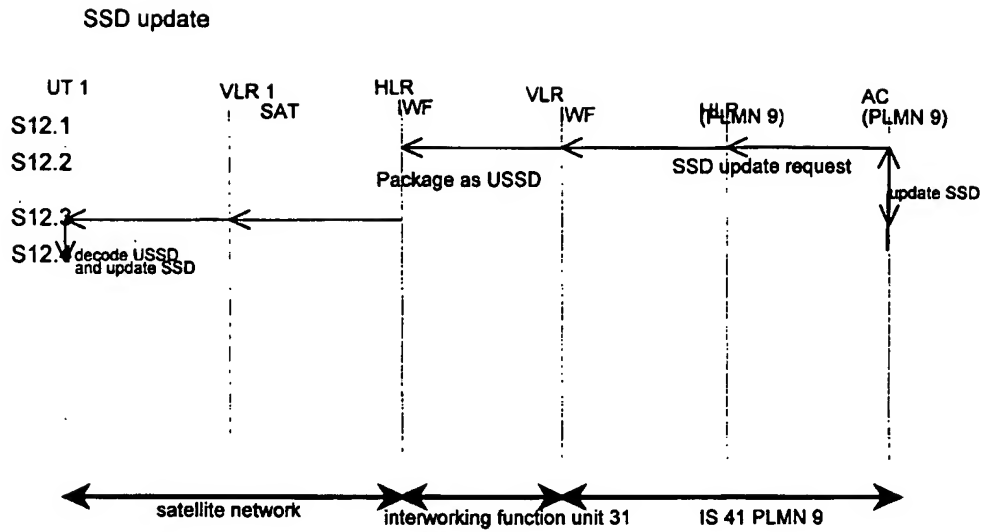 SSD update
UT 1
VLR 1
SAT
HLR
IWF
VLR
IWF
HLR
(PLMN 9)
AC
(PLMN 9)
S12.1
S12.2
Package as USSD
SSD update request
update SSD
S12.3
S12.4
decode USSD
and update SSD
satellite network
interworking function unit 31
IS 41 PLMN 9